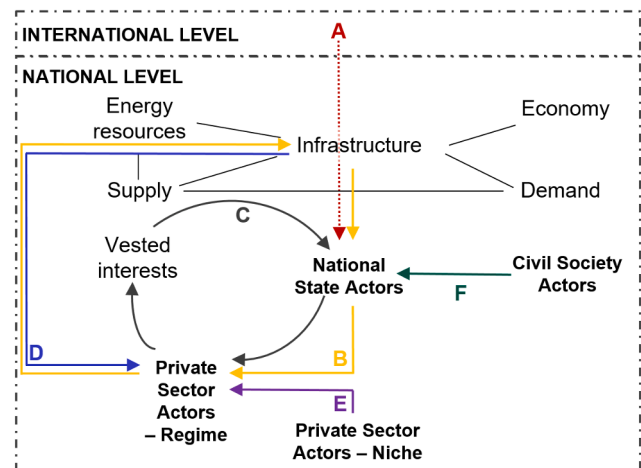 INTERNATIONAL LEVEL
A
NATIONAL LEVEL
Energy
resources
Economy
Infrastructure
Supply
Demand
C
Vested
interests
National
State Actors
Civil Society
Actors
F
D
B
Private
Sector
Actors
– Regime
E
Private Sector
Actors – Niche